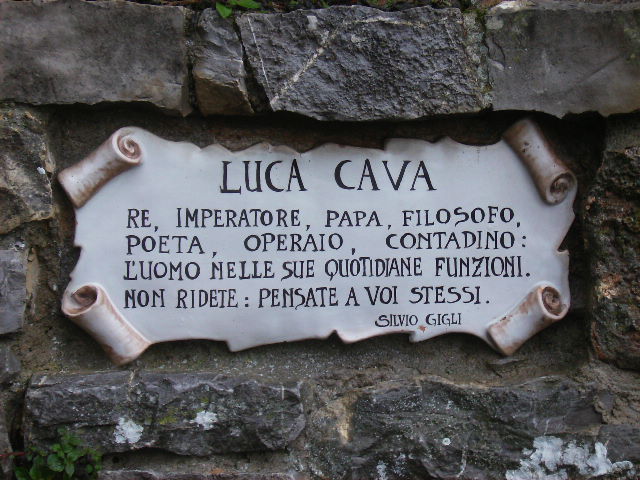 LUCA CAVA
RE, IMPERATORE, PAPA, FILOSOFO,
POETA, OPERAIO, CONTADINO:
L'UOMO NELLE SUE QUOTIDIANE FUNZIONI.
NON RIDETE: PENSATE A VOI STESSI.
SILVIO GIGLI